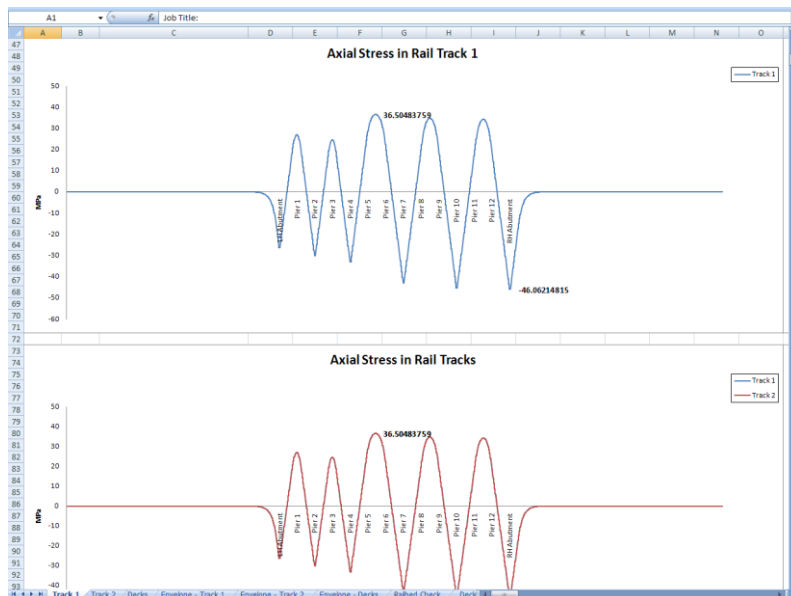 A1 fx Job Title:
A B C D E F G H I J K L M N O
47
48
49
50
51
52
53
54
55
56
57
58
59
60
61
62
63
64
65
66
67
68
69
70
71
72
73
74
75
76
77
78
79
80
81
82
83
84
85
86
87
88
89
90
91
92
93
Axial Stress in Rail Track 1
Track 1
50
40
30
20
10
0
-10
-20
-30
-40
-50
-60
MPa
36.50483759
-46.06214815
LH Abutment
Pier 1
Pier 2
Pier 3
Pier 4
Pier 5
Pier 6
Pier 7
Pier 8
Pier 9
Pier 10
Pier 11
Pier 12
RH Abutment
Axial Stress in Rail Tracks
Track 1
Track 2
50
40
30
20
10
0
-10
-20
-30
-40
MPa
36.50483759
LH Abutment
Pier 1
Pier 2
Pier 3
Pier 4
Pier 5
Pier 6
Pier 7
Pier 8
Pier 9
Pier 10
Pier 11
Pier 12
RH Abutment
Track 1 Track 2 Decks Envelope - Track 1 Envelope - Track 2 Envelope - Decks Railbed Check Deck